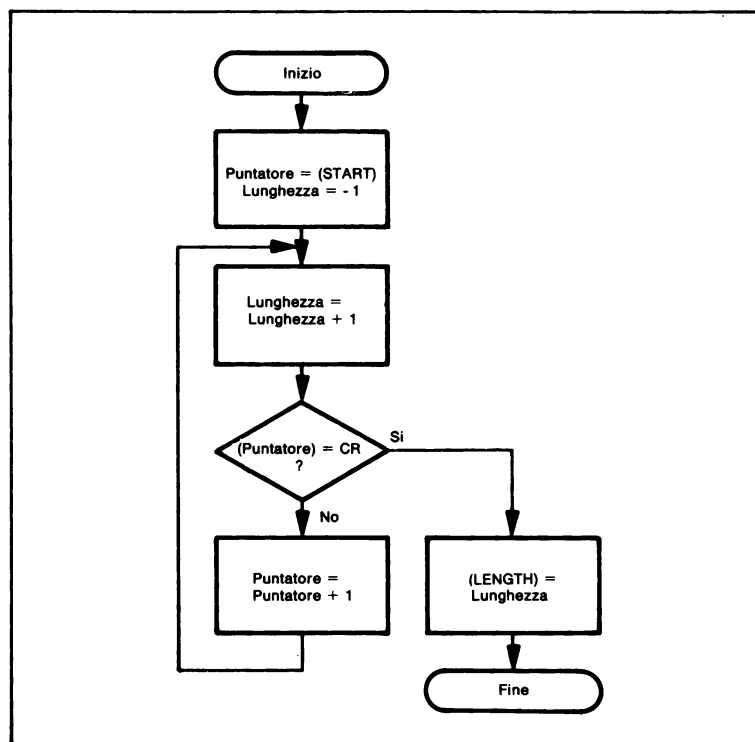 Inizio
Puntatore = (START)
Lunghezza = - 1
Lunghezza =
Lunghezza + 1
(Puntatore) = CR
?
Si
No
Puntatore =
Puntatore + 1
(LENGTH) =
Lunghezza
Fine